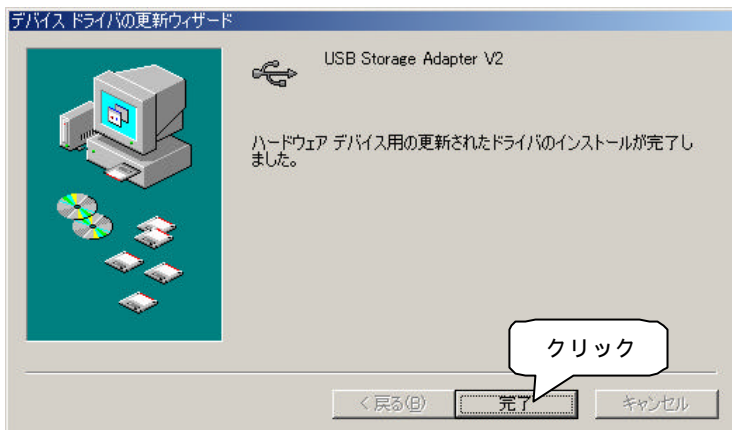 デバイス ドライバの更新ウィザード
USB Storage Adapter V2
ハードウェア デバイス用の更新されたドライバのインストールが完了し
ました。
クリック
< 戻る(B)
完了
キャンセル